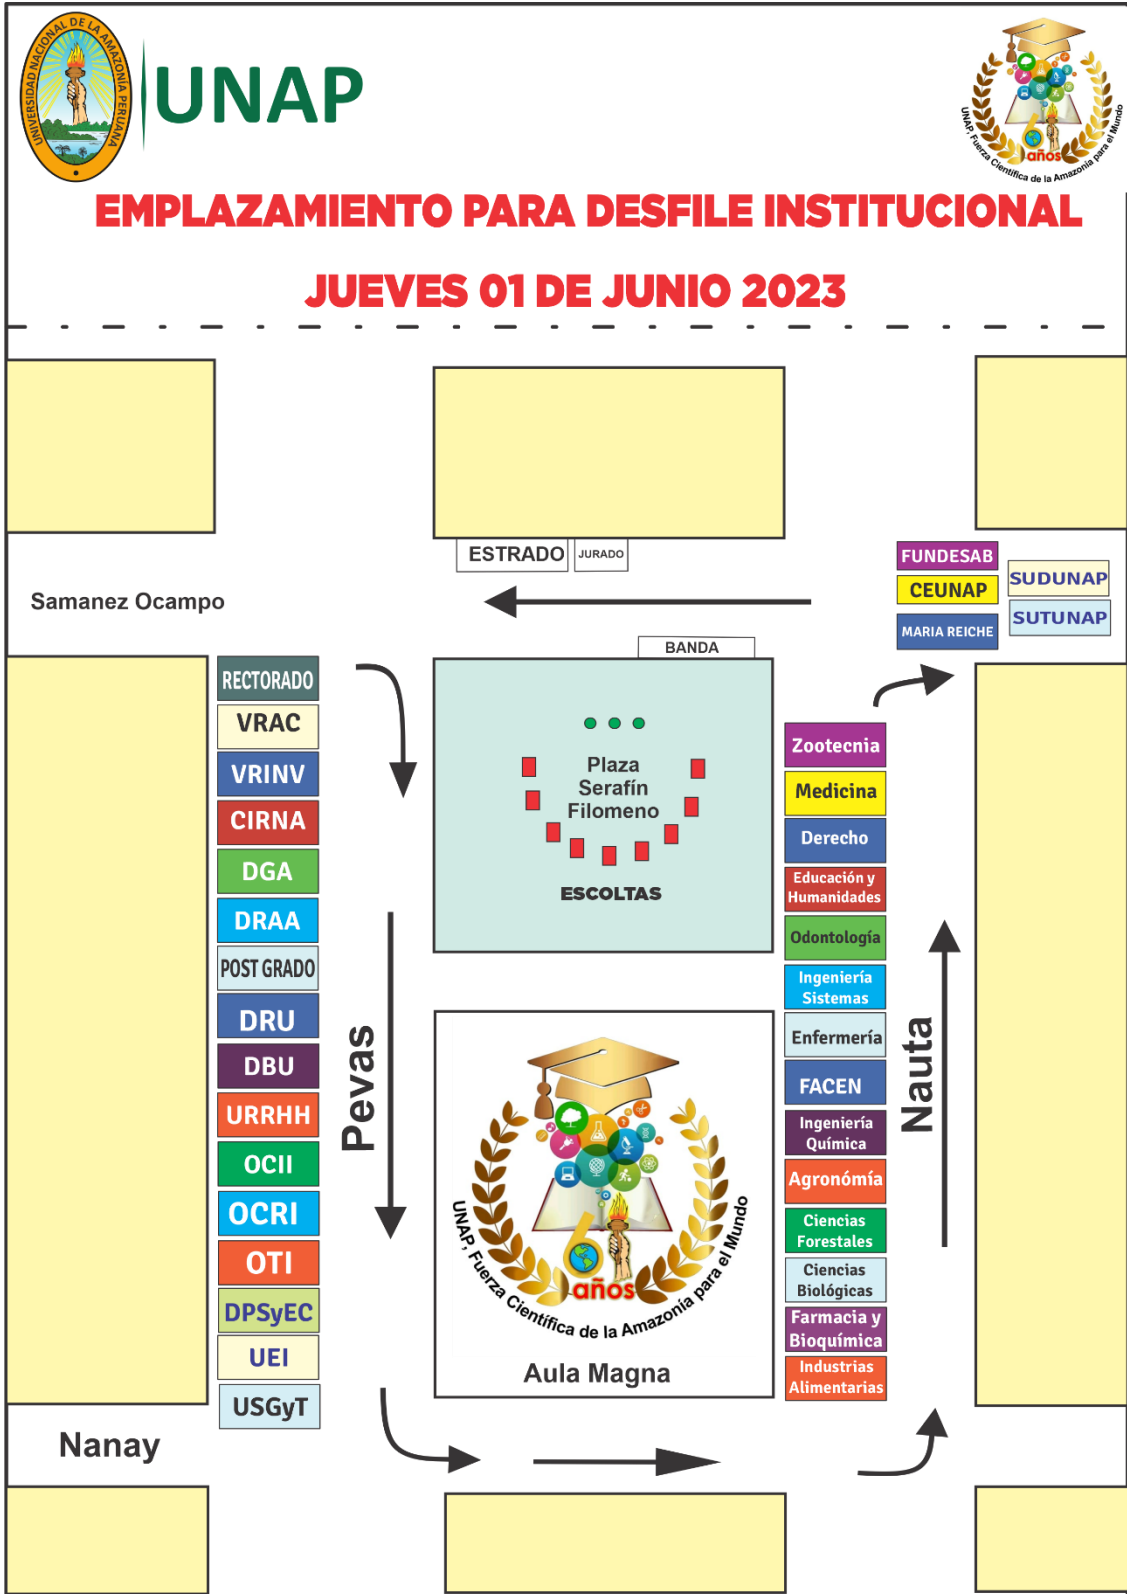 UNIVERSIDAD NACIONAL DE LA AMAZONÍA PERUANA
UNAP
6 años
UNAP, Fuerza Científica de la Amazonía para el Mundo
EMPLAZAMIENTO PARA DESFILE INSTITUCIONAL
JUEVES 01 DE JUNIO 2023
ESTRADO
JURADO
Samanez Ocampo
FUNDESAB
CEUNAP
MARIA REICHE
SUDUNAP
SUTUNAP
BANDA
RECTORADO
VRAC
VRINV
CIRNA
DGA
DRAA
POST GRADO
DRU
DBU
URRHH
OCII
OCRI
OTI
DPSyEC
UEI
USGyT
Pevas
Plaza
Serafín
Filomeno
ESCOLTAS
6 años
UNAP, Fuerza Científica de la Amazonía para el Mundo
Aula Magna
Zootecnia
Medicina
Derecho
Educación y
Humanidades
Odontología
Ingeniería
Sistemas
Enfermería
FACEN
Ingeniería
Química
Agronómía
Ciencias
Forestales
Ciencias
Biológicas
Farmacia y
Bioquímica
Industrias
Alimentarias
Nauta
Nanay